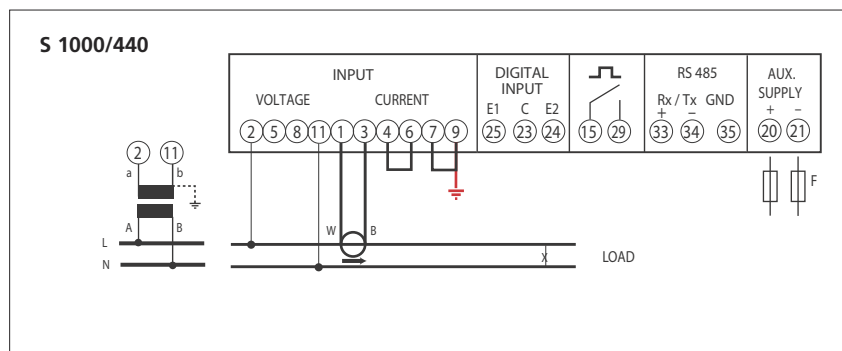 S 1000/440
INPUT
VOLTAGE CURRENT
2 5 8 11 1 3 4 6 7 9
DIGITAL
INPUT
E1 C E2
25 23 24
15 29
RS 485
Rx / Tx GND
+ –
33 34 35
AUX.
SUPPLY
+ –
20 21
F
2 11
a b
A B
L
N
W B
X
LOAD